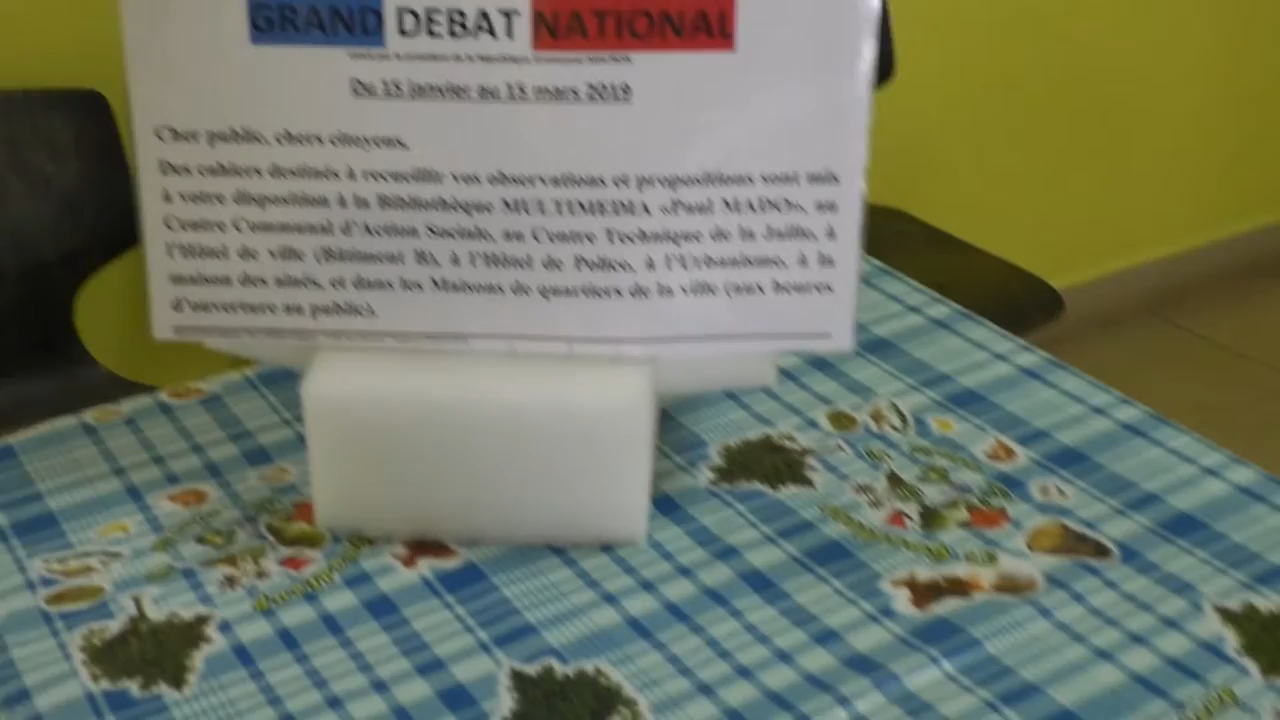 GRAND DEBAT NATIONAL
Du 15 janvier au 15 mars 2019
Cher public, chers citoyens,
Des cahiers destinés à recueillir vos observations et propositions sont mis
à votre disposition à la Bibliothèque MULTIMEDIA «Paul MADO», au
Centre Communal d'Action Sociale, au Centre Technique de la Jaille, à
l'Hôtel de ville (Bâtiment B), à l'Hôtel de Police, à l'Urbanisme, à la
maison des aînés, et dans les Maisons de quartiers de la ville (aux heures
d'ouverture au public).